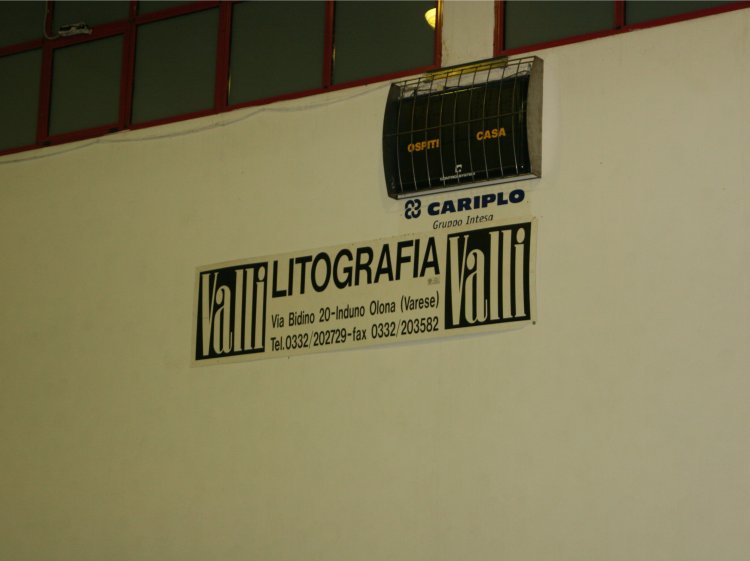 OSPITI CASA
CARIPLO
Gruppo Intesa
Valli
LITOGRAFIA
Via Bidino 20-Induno Olona (Varese)
Tel.0332/202729-fax 0332/203582
Valli